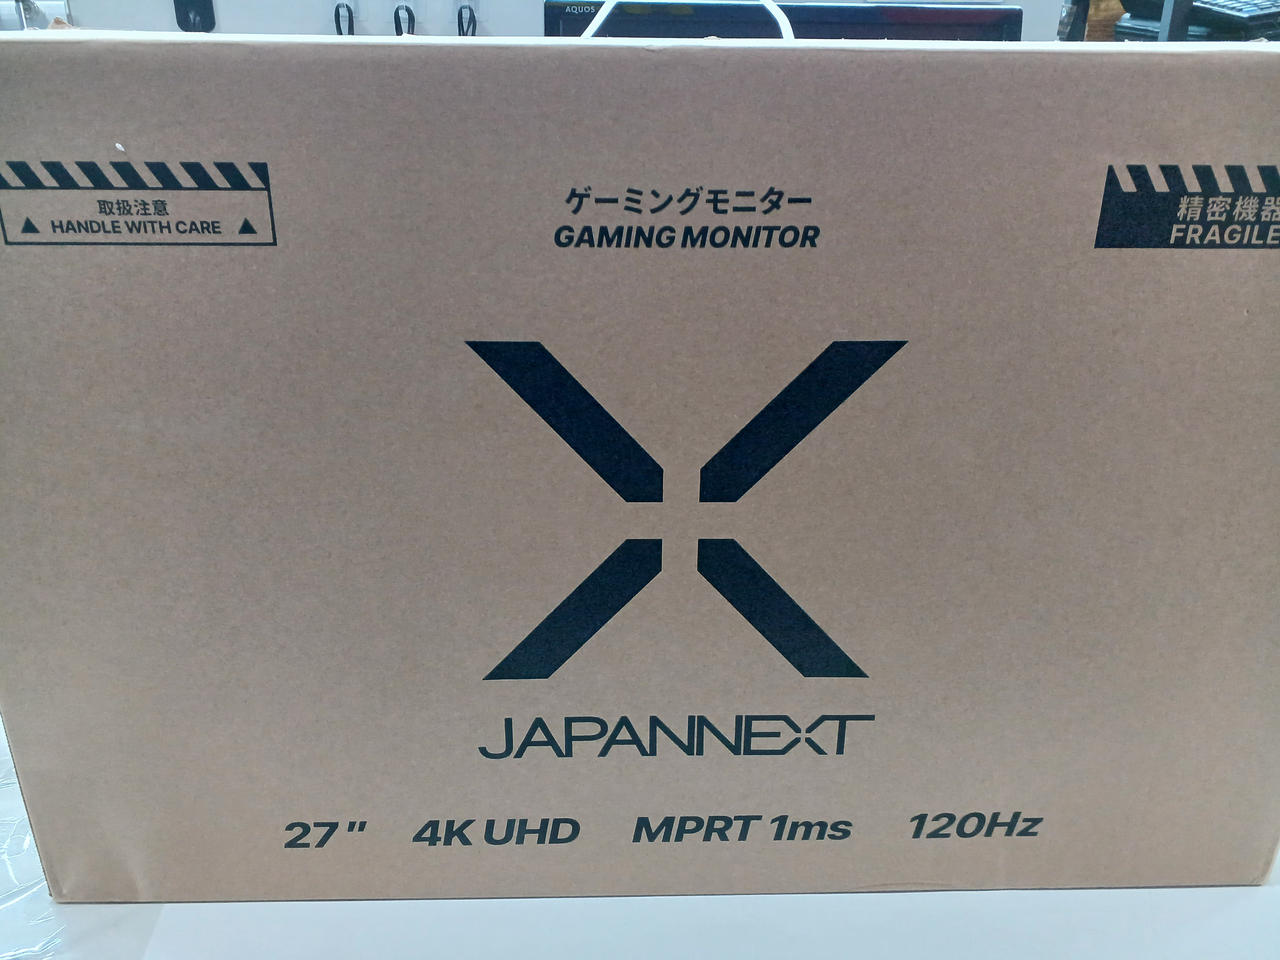 AQUOS
取扱注意
HANDLE WITH CARE
ゲーミングモニター
GAMING MONITOR
精密機器
FRAGILE
JAPANNEXT
27" 4K UHD MPRT 1ms 120Hz